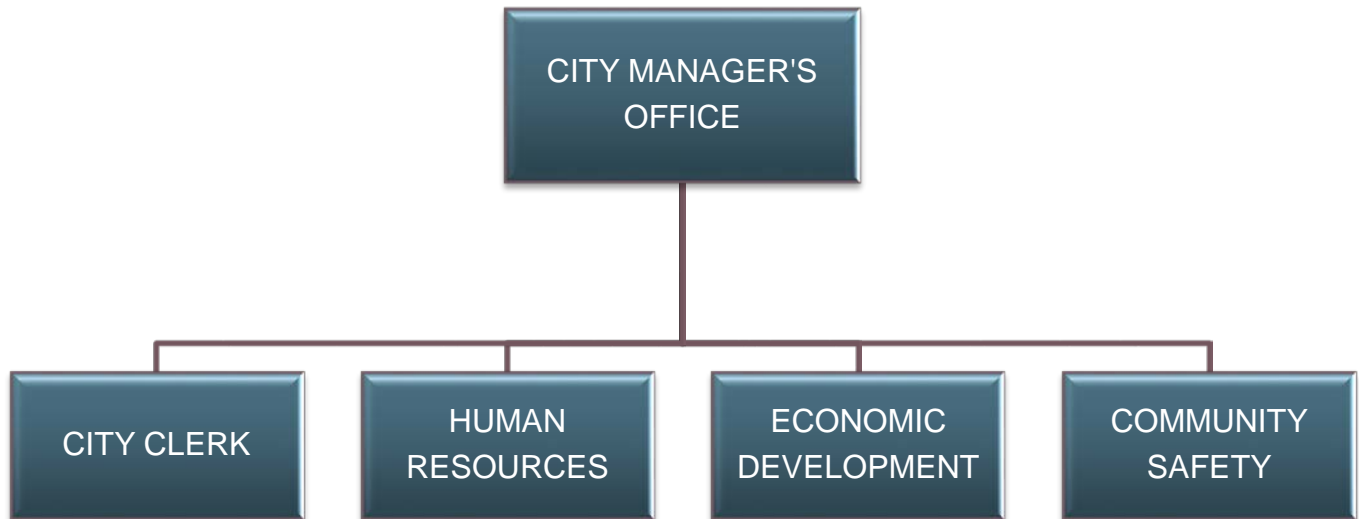 CITY MANAGER'S
OFFICE
CITY CLERK
HUMAN
RESOURCES
ECONOMIC
DEVELOPMENT
COMMUNITY
SAFETY